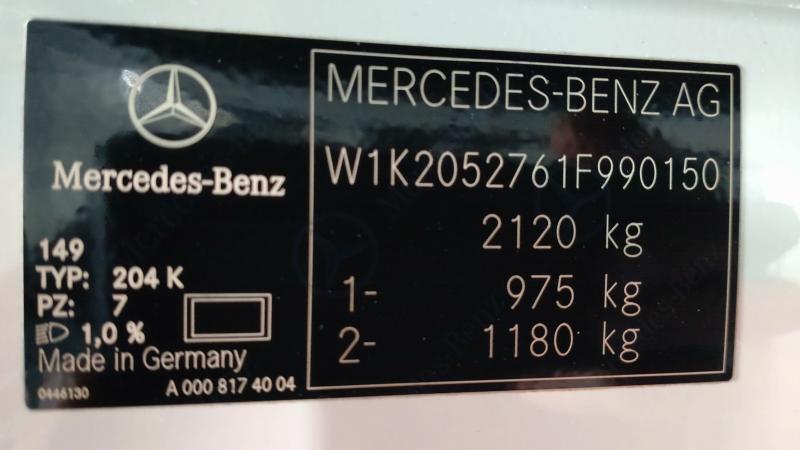 Mercedes-Benz
149
TYP: 204 K
PZ: 7
1,0 %
Made in Germany
0446130
A 000 817 40 04
MERCEDES-BENZ AG
W1K2052761F990150
2120 kg
1- 975 kg
2- 1180 kg